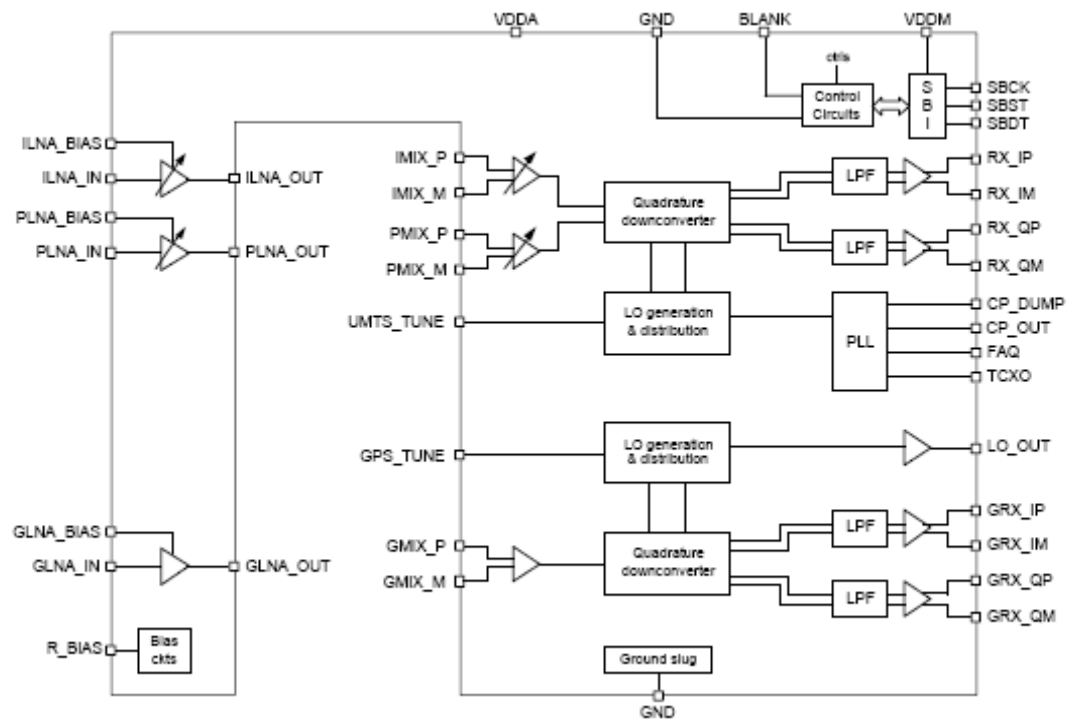 VDDA
GND
BLANK
VDDM
ctrls
Control
Circuits
S
B
I
SBCK
SBST
SBDT
ILNA_BIAS
ILNA_IN
ILNA_OUT
PLNA_BIAS
PLNA_IN
PLNA_OUT
IMIX_P
IMIX_M
PMIX_P
PMIX_M
Quadrature
downconverter
LPF
RX_IP
RX_IM
LPF
RX_QP
RX_QM
UMTS_TUNE
LO generation
& distribution
PLL
CP_DUMP
CP_OUT
FAQ
TCXO
GPS_TUNE
LO generation
& distribution
LO_OUT
GLNA_BIAS
GLNA_IN
GLNA_OUT
GMIX_P
GMIX_M
Quadrature
downconverter
LPF
GRX_IP
GRX_IM
LPF
GRX_QP
GRX_QM
R_BIAS
Bias
ckts
Ground slug
GND